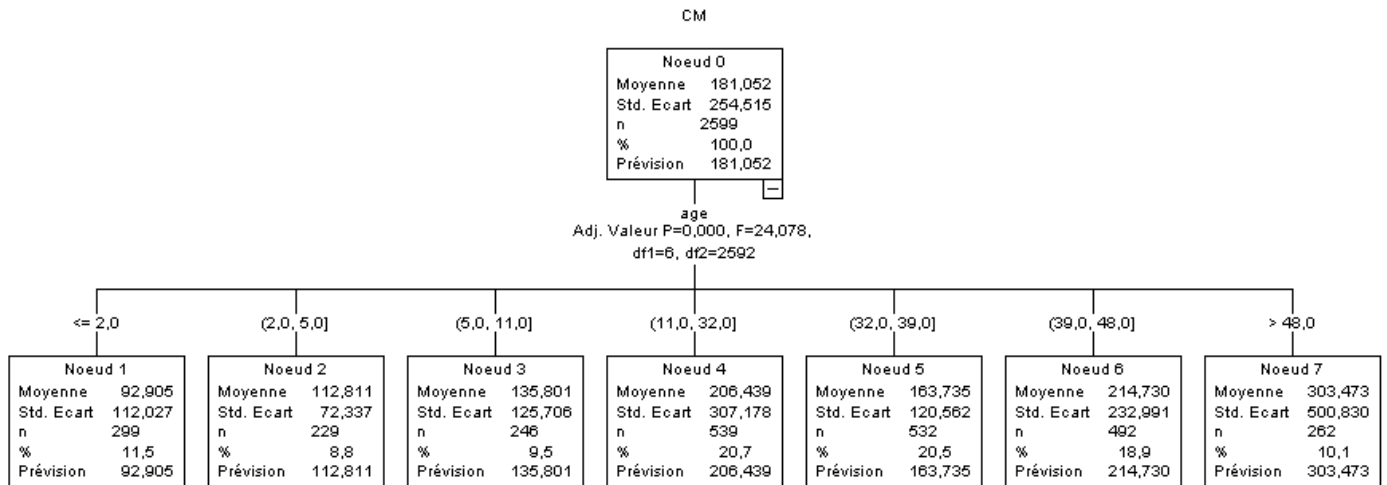 CM
Noeud 0
Moyenne 181,052
Std. Ecart 254,515
n 2599
% 100,0
Prévision 181,052
age
Adj. Valeur P=0,000, F=24,078,
df1=6, df2=2592
<= 2,0
(2,0, 5,0]
(5,0, 11,0]
(11,0, 32,0]
(32,0, 39,0]
(39,0, 48,0]
> 48,0
Noeud 1
Moyenne 92,905
Std. Ecart 112,027
n 299
% 11,5
Prévision 92,905
Noeud 2
Moyenne 112,811
Std. Ecart 72,337
n 229
% 8,8
Prévision 112,811
Noeud 3
Moyenne 135,801
Std. Ecart 125,706
n 246
% 9,5
Prévision 135,801
Noeud 4
Moyenne 206,439
Std. Ecart 307,178
n 539
% 20,7
Prévision 206,439
Noeud 5
Moyenne 163,735
Std. Ecart 120,562
n 532
% 20,5
Prévision 163,735
Noeud 6
Moyenne 214,730
Std. Ecart 232,991
n 492
% 18,9
Prévision 214,730
Noeud 7
Moyenne 303,473
Std. Ecart 500,830
n 262
% 10,1
Prévision 303,473